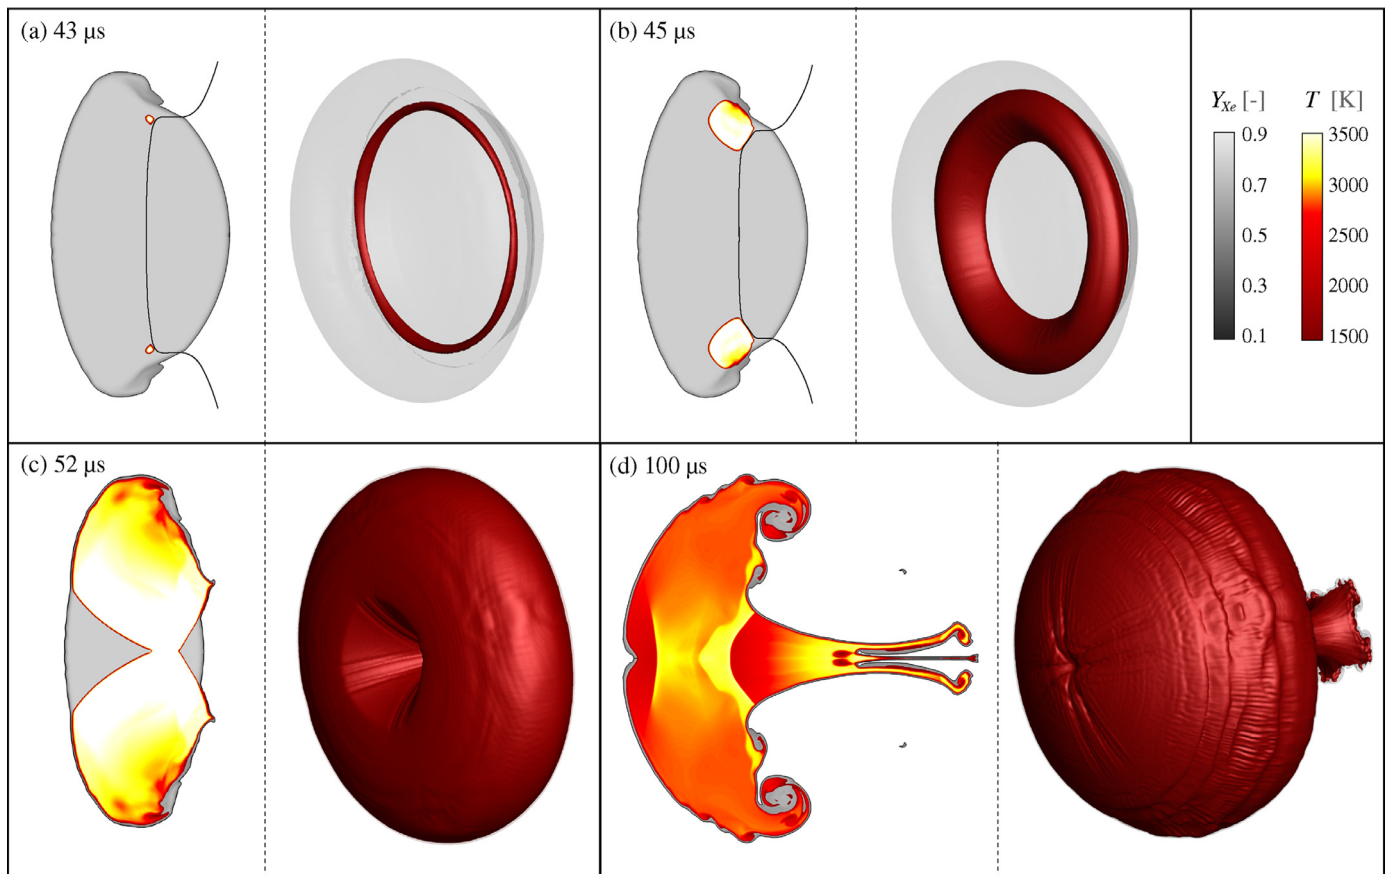 (a) 43 µs
(b) 45 µs
Y_Xe [-] T [K]
0.9 3500
0.7 3000
0.5 2500
0.3 2000
0.1 1500
(c) 52 µs
(d) 100 µs